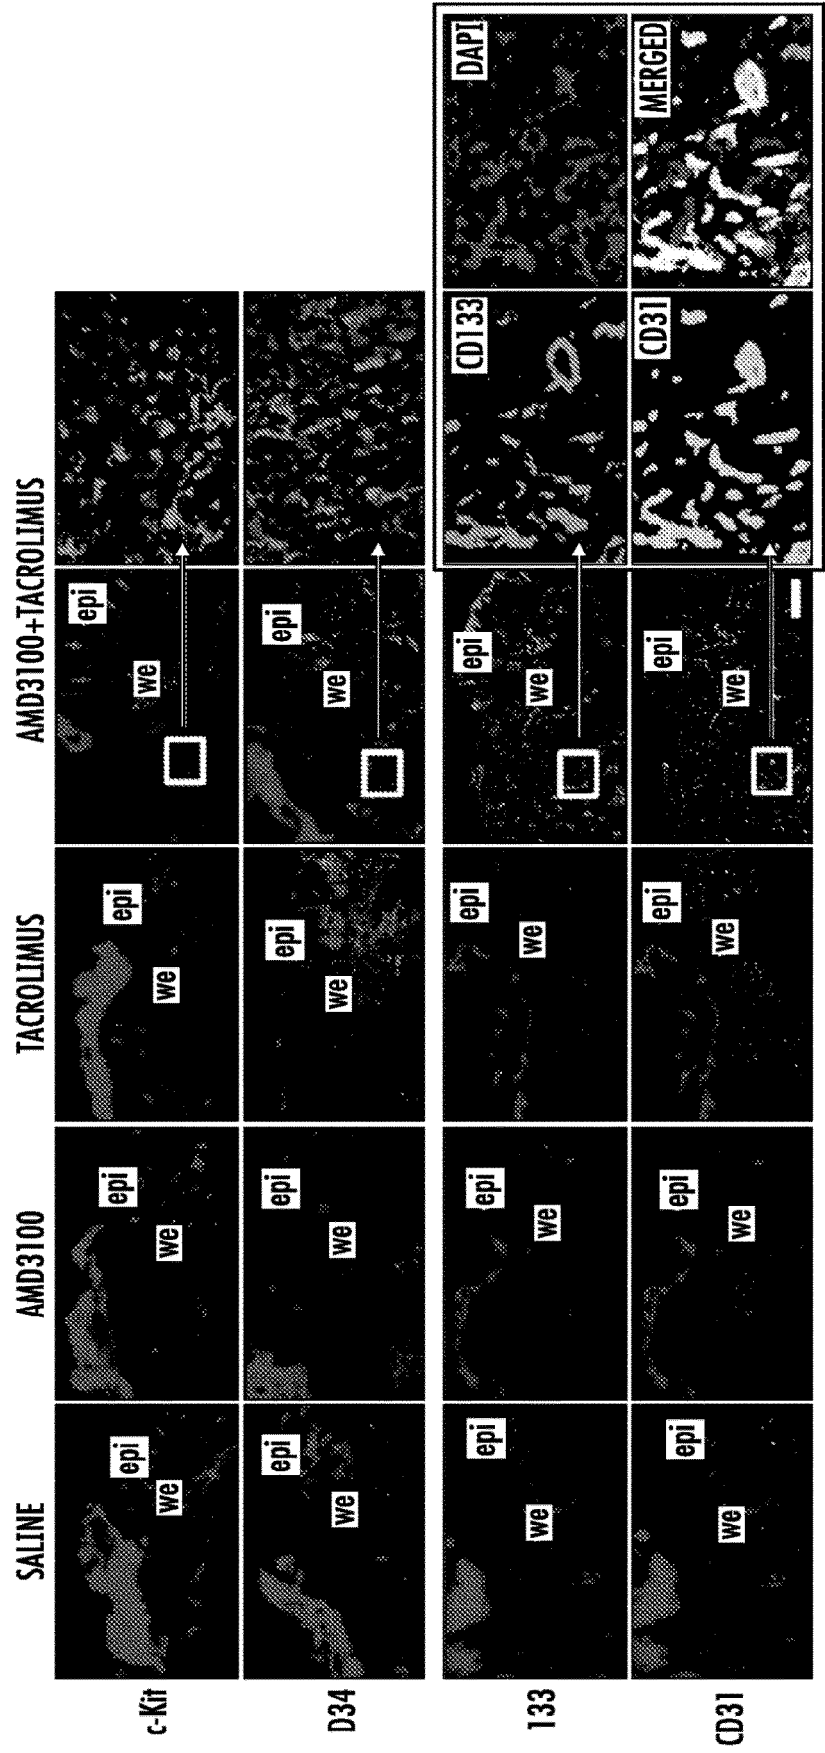 SALINE
AMD3100
TACROLIMUS
AMD3100+TACROLIMUS
c-Kit
epi
we
epi
we
epi
we
epi
we
D34
epi
we
epi
we
epi
we
epi
we
133
epi
we
epi
we
epi
we
epi
we
CD133
DAPI
CD31
epi
we
epi
we
epi
we
epi
we
CD31
MERGED